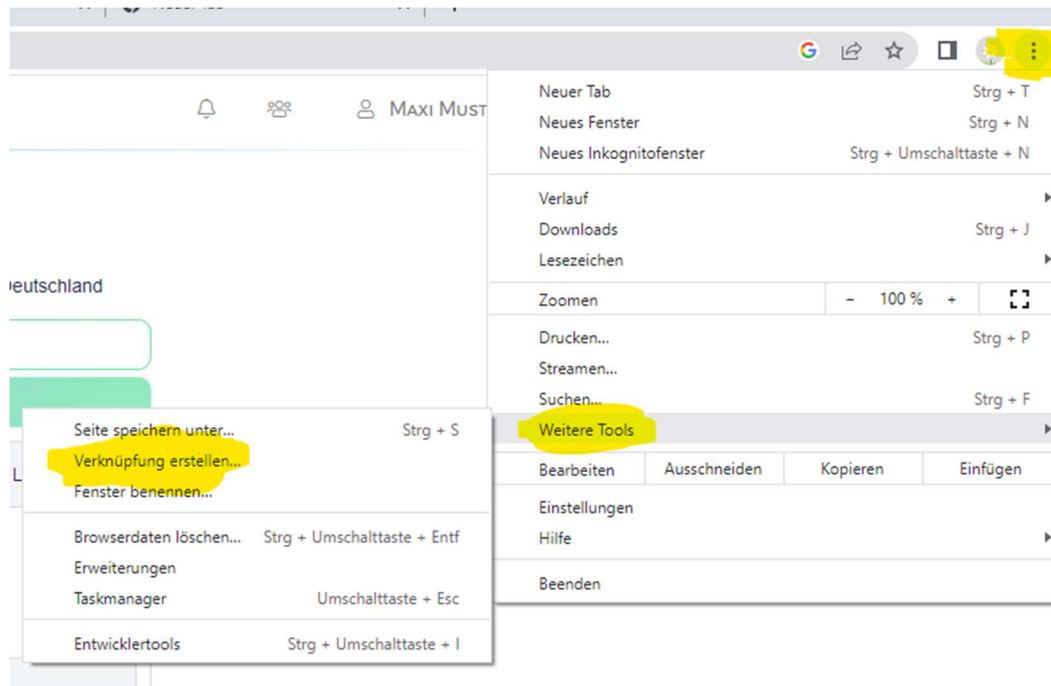 MAXI MUST
Neuer Tab Strg + T
Neues Fenster Strg + N
Neues Inkognitofenster Strg + Umschalttaste + N
Verlauf
Downloads Strg + J
Lesezeichen
eutschland
Zoomen - 100 % +
Drucken... Strg + P
Streamen...
Suchen... Strg + F
Weitere Tools
Bearbeiten Ausschneiden Kopieren Einfügen
Einstellungen
Hilfe
Beenden
Seite speichern unter... Strg + S
Verknüpfung erstellen...
L
Fenster benennen...
Browserdaten löschen... Strg + Umschalttaste + Entf
Erweiterungen
Taskmanager Umschalttaste + Esc
Entwicklertools Strg + Umschalttaste + I